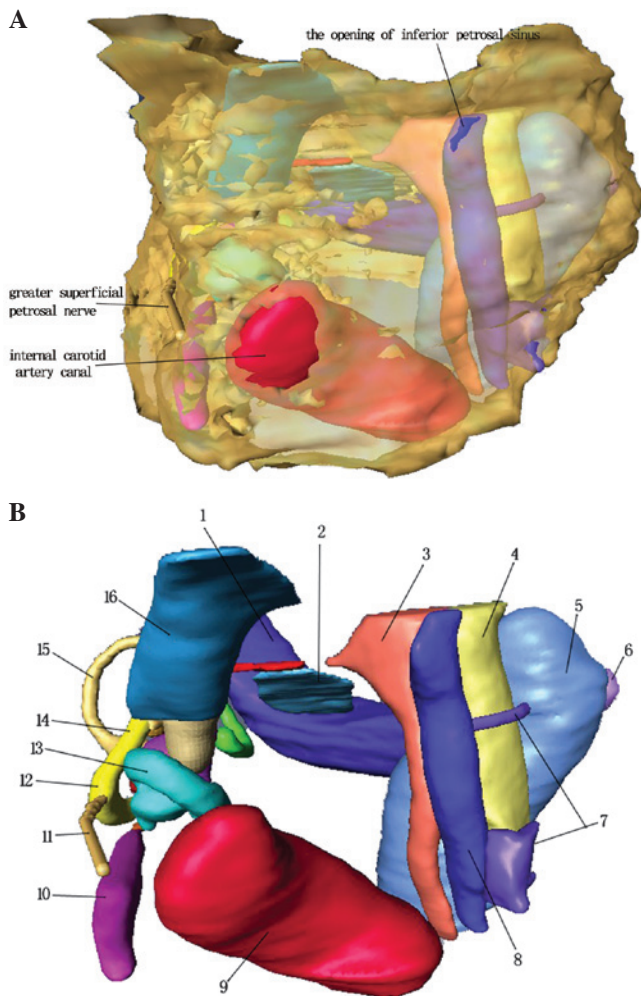 A
the opening of inferior petrosal sinus
greater superficial
petrosal nerve
internal carotid
artery canal
B
1
2
3
4
5
6
16
15
14
13
12
11
10
7
8
9